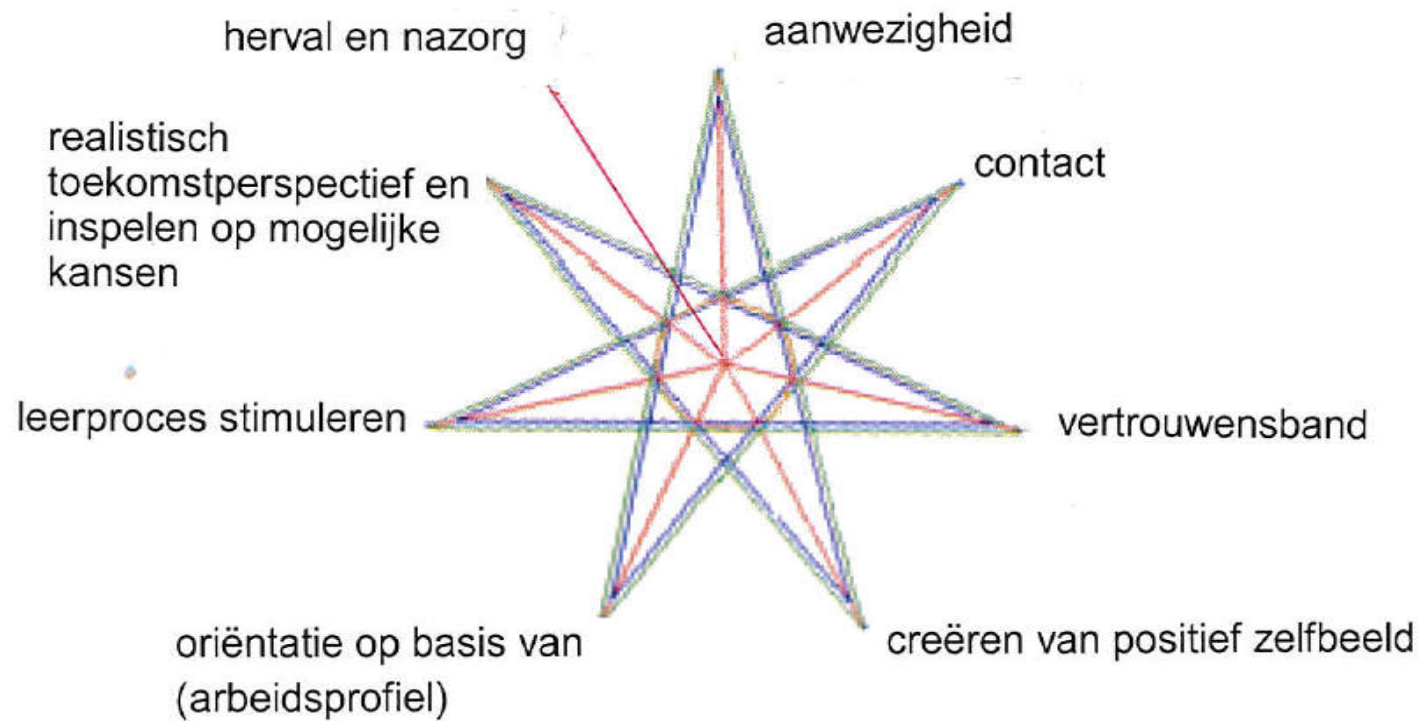 herval en nazorg
aanwezigheid
realistisch
toekomstperspectief en
inspelen op mogelijke
kansen
contact
leerproces stimuleren
vertrouwensband
oriëntatie op basis van
(arbeidsprofiel)
creëren van positief zelfbeeld